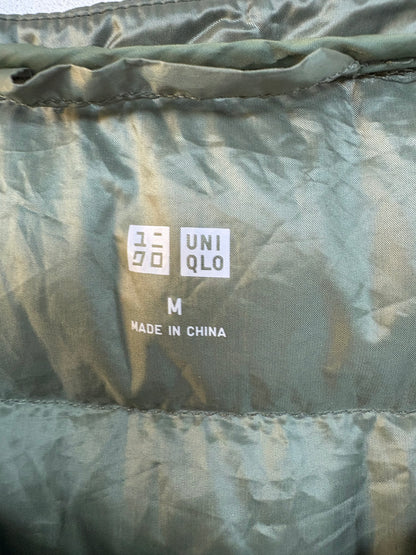 ユニ UNI
クロ QLO
M
MADE IN CHINA